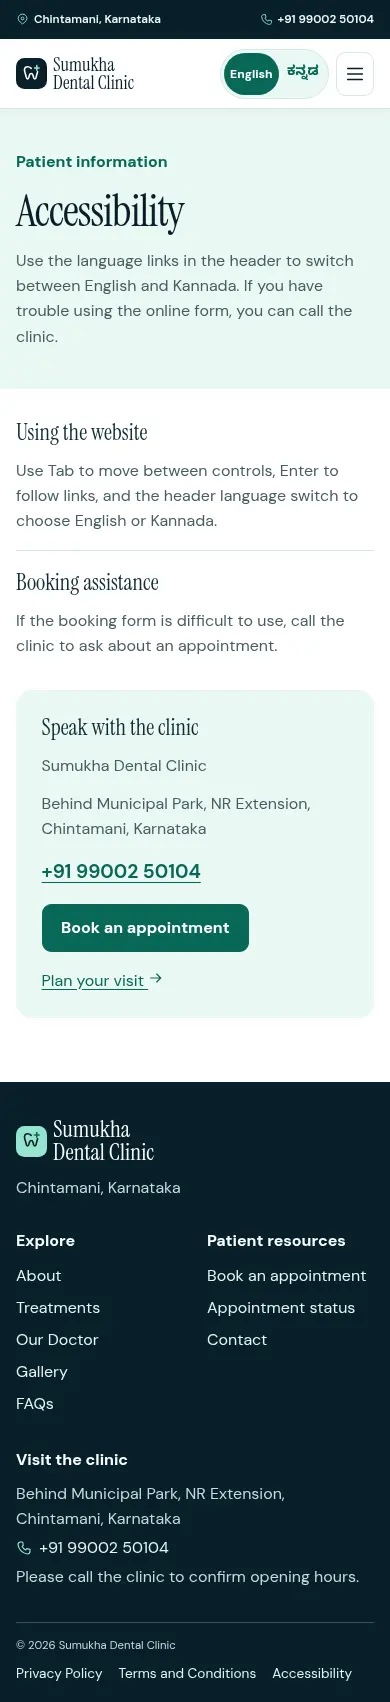 Chintamani, Karnataka
+91 99002 50104
Sumukha
Dental Clinic
English
ಕನ್ನಡ
Patient information
Accessibility
Use the language links in the header to switch
between English and Kannada. If you have
trouble using the online form, you can call the
clinic.
Using the website
Use Tab to move between controls, Enter to
follow links, and the header language switch to
choose English or Kannada.
Booking assistance
If the booking form is difficult to use, call the
clinic to ask about an appointment.
Speak with the clinic
Sumukha Dental Clinic
Behind Municipal Park, NR Extension,
Chintamani, Karnataka
+91 99002 50104
Book an appointment
Plan your visit →
Sumukha
Dental Clinic
Chintamani, Karnataka
Explore
About
Treatments
Our Doctor
Gallery
FAQs
Patient resources
Book an appointment
Appointment status
Contact
Visit the clinic
Behind Municipal Park, NR Extension,
Chintamani, Karnataka
+91 99002 50104
Please call the clinic to confirm opening hours.
© 2026 Sumukha Dental Clinic
Privacy Policy
Terms and Conditions
Accessibility